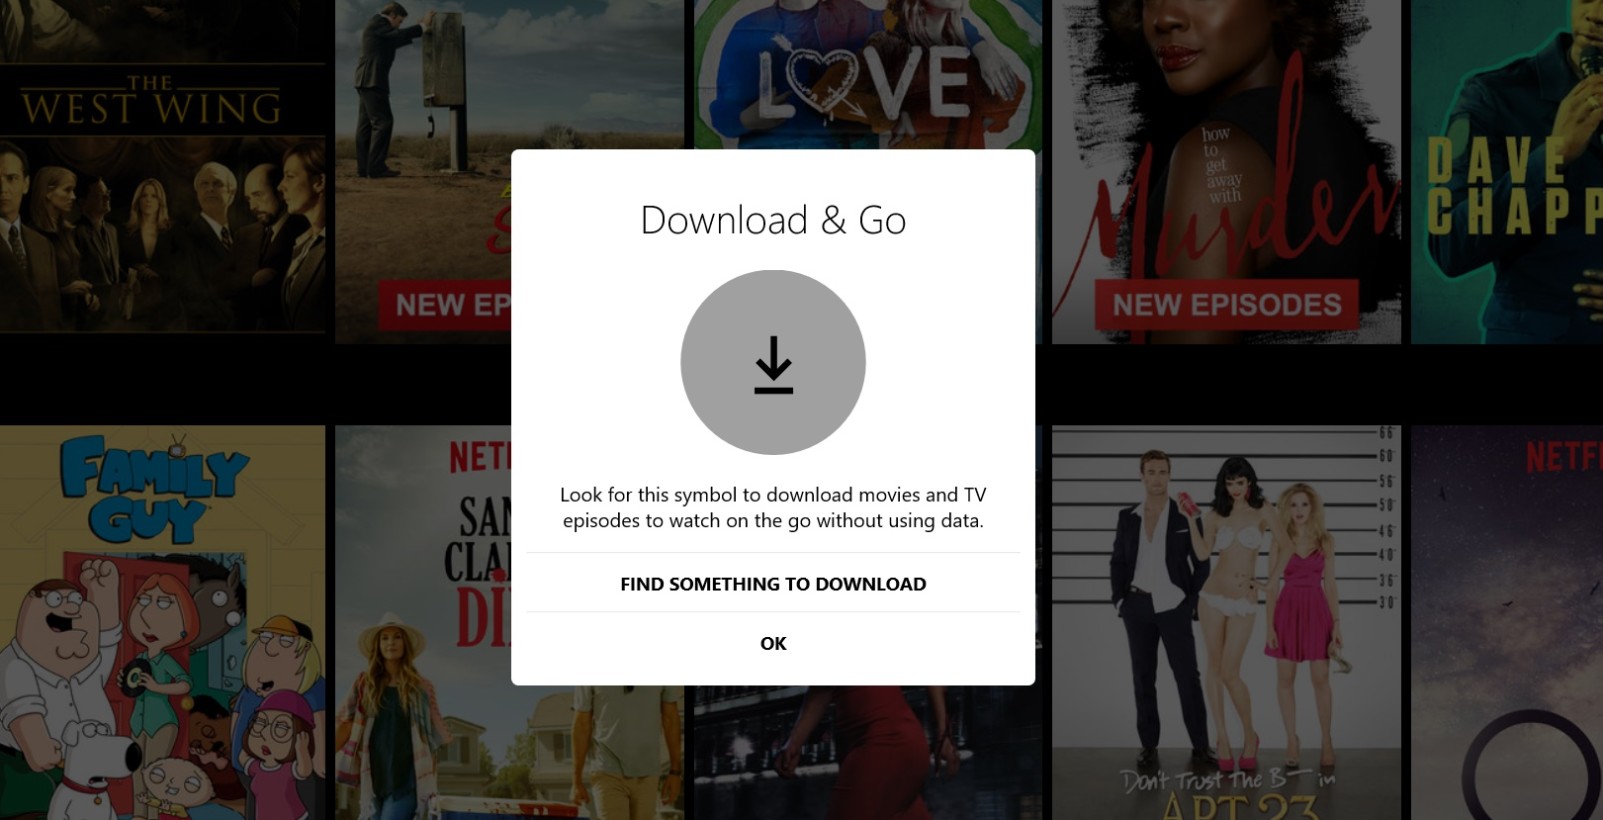 THE
WEST WING
NEW EP
LOVE
how
to
get
away
with
Murder
NEW EPISODES
DAVE
CHAPP
Download & Go
Look for this symbol to download movies and TV
episodes to watch on the go without using data.
FIND SOMETHING TO DOWNLOAD
OK
FAMILY
GUY
NETF
SAN
CLA
DI
66
60
56
50
46
40
36
30
Don't Trust The B— in
APT 23
NETF